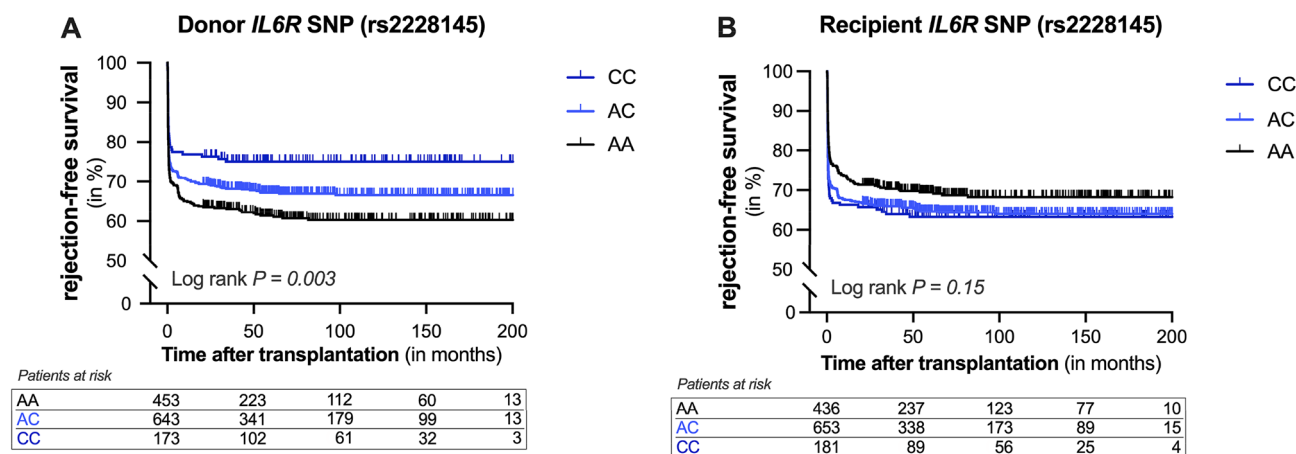 A
Donor IL6R SNP (rs2228145)
rejection-free survival
(in %)
100
90
80
70
60
50
0
CC
AC
AA
Log rank P = 0.003
0 50 100 150 200
Time after transplantation (in months)
Patients at risk
AA 453 223 112 60 13
AC 643 341 179 99 13
CC 173 102 61 32 3
B
Recipient IL6R SNP (rs2228145)
rejection-free survival
(in %)
100
90
80
70
60
50
0
CC
AC
AA
Log rank P = 0.15
0 50 100 150 200
Time after transplantation (in months)
Patients at risk
AA 436 237 123 77 10
AC 653 338 173 89 15
CC 181 89 56 25 4